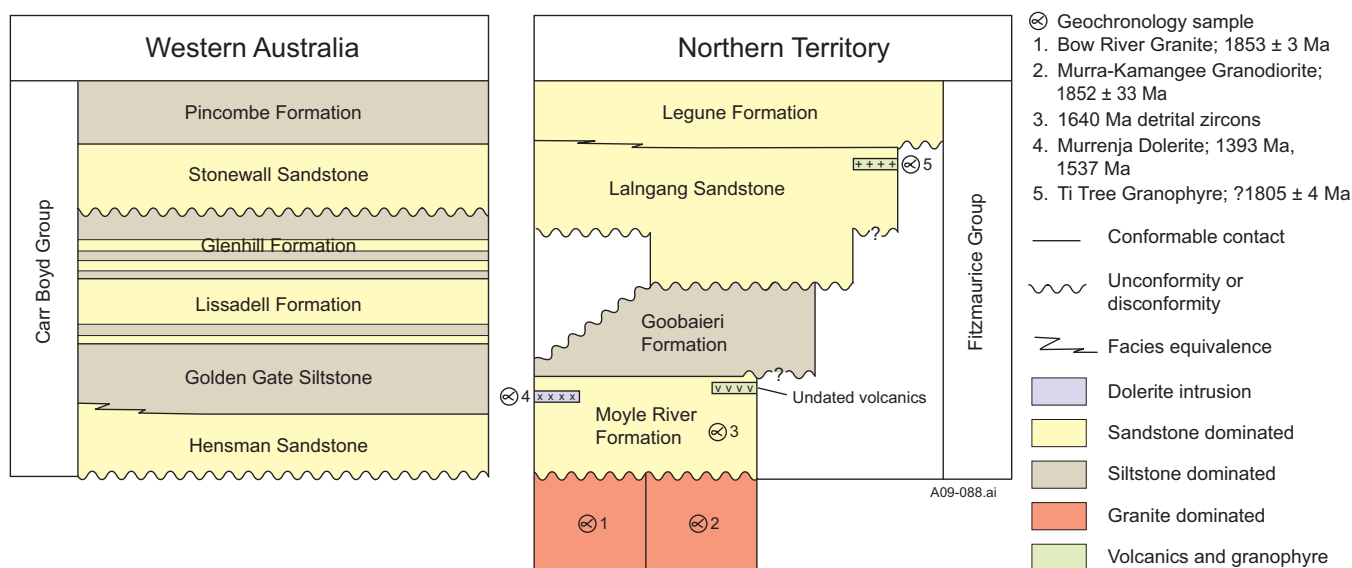 Western Australia
Carr Boyd Group
Pincombe Formation
Stonewall Sandstone
Glenhill Formation
Lissadell Formation
Golden Gate Siltstone
Hensman Sandstone
Northern Territory
Fitzmaurice Group
Legune Formation
+ + + +
5
Lalngang Sandstone
?
Goobaieri
Formation
?
4
x x x x
v v v v
Undated volcanics
Moyle River
Formation
3
A09-088.ai
1
2
Geochronology sample
1. Bow River Granite; 1853 ± 3 Ma
2. Murra-Kamangee Granodiorite;
1852 ± 33 Ma
3. 1640 Ma detrital zircons
4. Murrenja Dolerite; 1393 Ma,
1537 Ma
5. Ti Tree Granophyre; ?1805 ± 4 Ma
Conformable contact
Unconformity or
disconformity
Facies equivalence
Dolerite intrusion
Sandstone dominated
Siltstone dominated
Granite dominated
Volcanics and granophyre